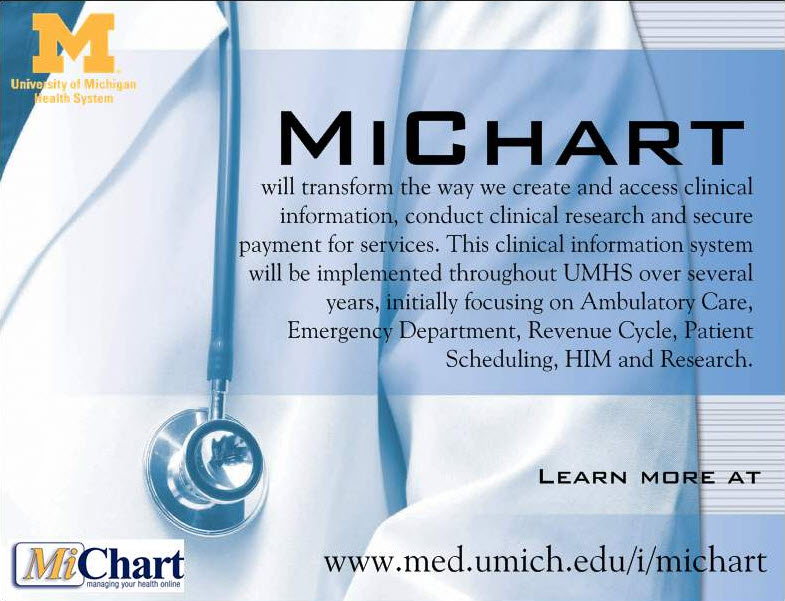 M
University of Michigan
Health System
MICHART
will transform the way we create and access clinical
information, conduct clinical research and secure
payment for services. This clinical information system
will be implemented throughout UMHS over several
years, initially focusing on Ambulatory Care,
Emergency Department, Revenue Cycle, Patient
Scheduling, HIM and Research.
LEARN MORE AT
www.med.umich.edu/i/michart
MiChart
managing your health online